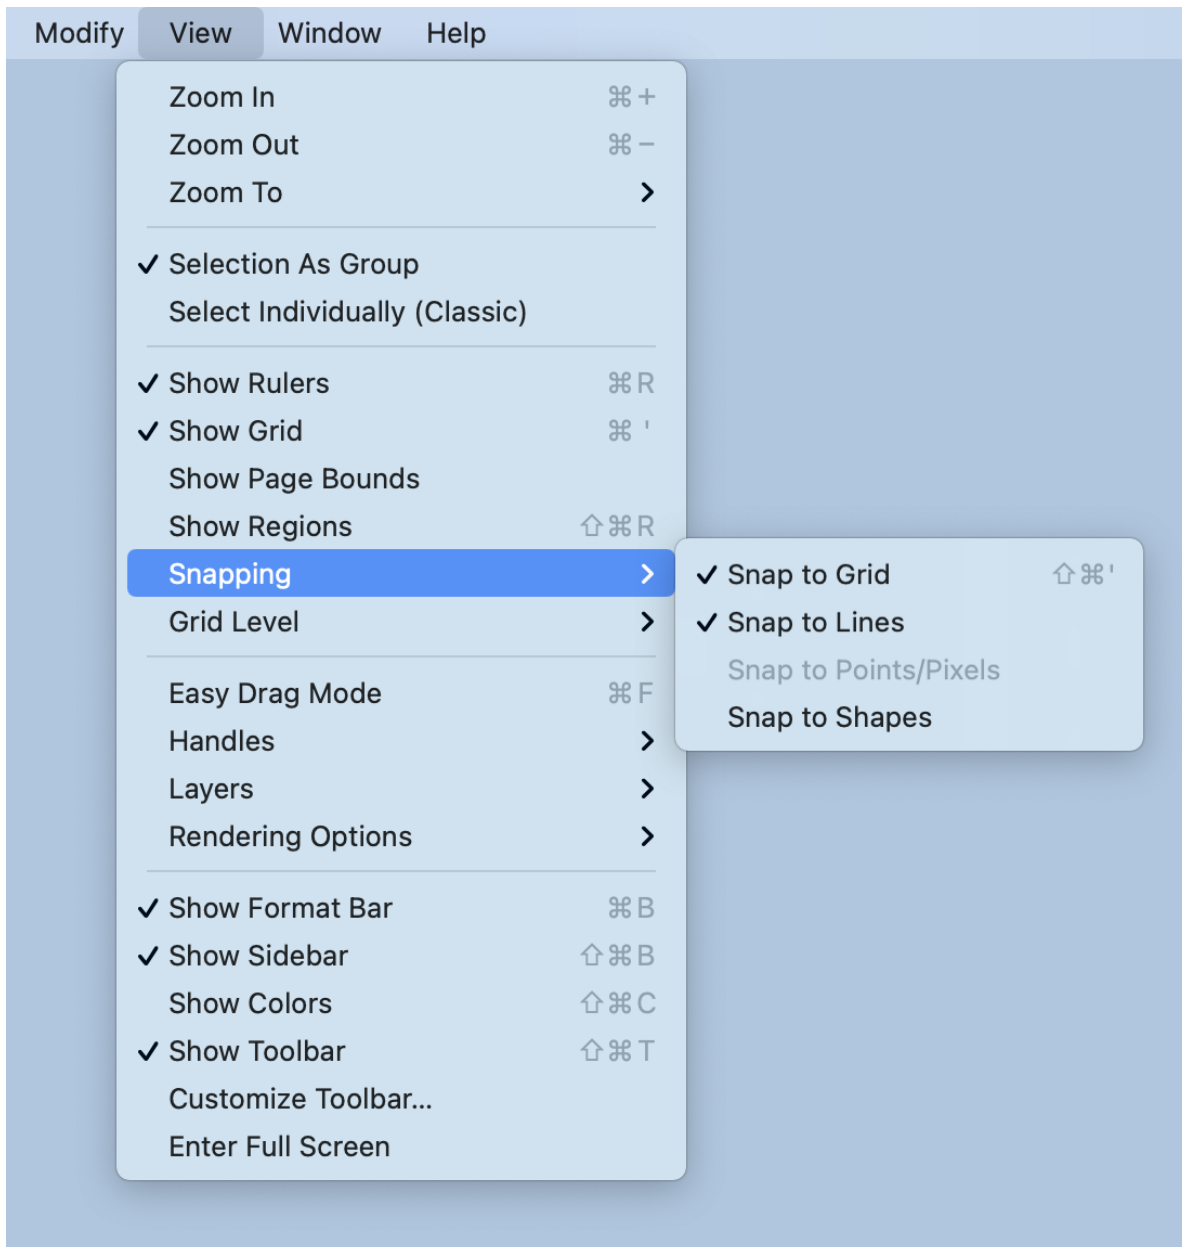 Modify View Window Help
Zoom In ⌘+
Zoom Out ⌘−
Zoom To
✓ Selection As Group
Select Individually (Classic)
✓ Show Rulers ⌘R
✓ Show Grid ⌘'
Show Page Bounds
Show Regions ⇧⌘R
Snapping
Grid Level
Easy Drag Mode ⌘F
Handles
Layers
Rendering Options
✓ Show Format Bar ⌘B
✓ Show Sidebar ⇧⌘B
Show Colors ⇧⌘C
✓ Show Toolbar ⇧⌘T
Customize Toolbar...
Enter Full Screen
✓ Snap to Grid ⇧⌘'
✓ Snap to Lines
Snap to Points/Pixels
Snap to Shapes